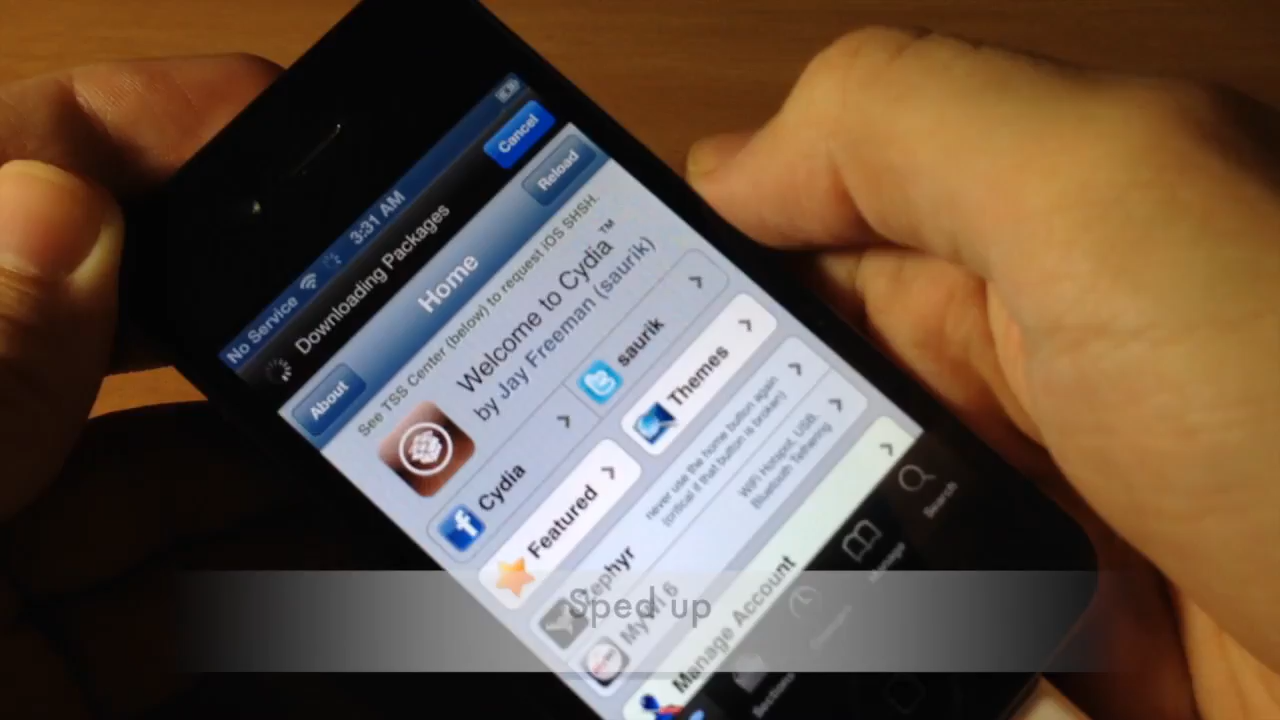 No Service 3:31 AM
Downloading Packages Cancel
About Home Reload
See TSS Center (below) to request iOS SHSH.
Welcome to Cydia™
by Jay Freeman (saurik)
Cydia saurik
Featured Themes
Zephyr never use the home button again
(critical if that button is broken)
MyWi 6 WiFi Hotspot, USB,
Bluetooth Tethering
Manage Account
Sections
Manage
Search
Sped up